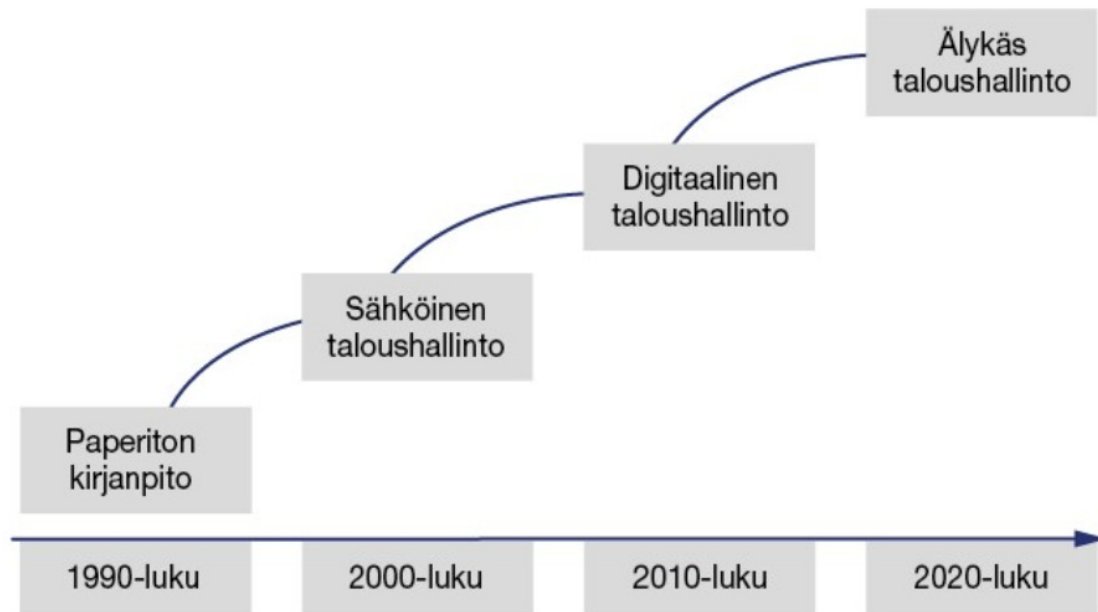 Älykäs
taloushallinto
Digitaalinen
taloushallinto
Sähköinen
taloushallinto
Paperiton
kirjanpito
1990-luku
2000-luku
2010-luku
2020-luku